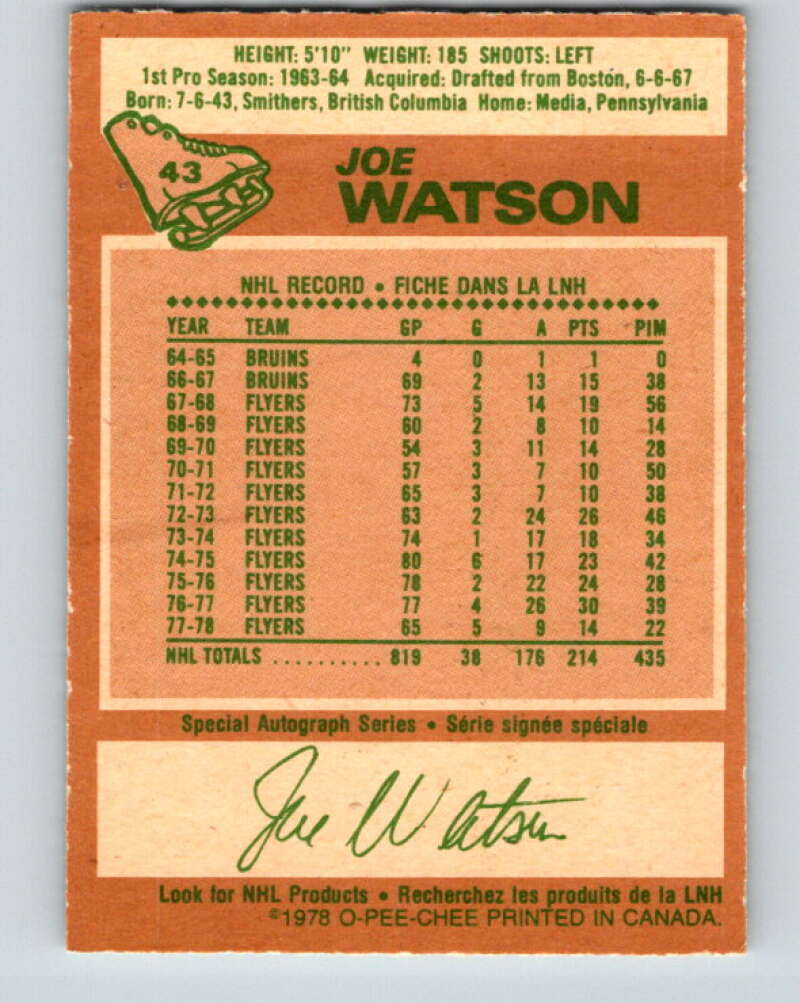 HEIGHT: 5'10" WEIGHT: 185 SHOOTS: LEFT
1st Pro Season: 1963-64 Acquired: Drafted from Boston, 6-6-67
Born: 7-6-43, Smithers, British Columbia Home: Media, Pennsylvania
43
JOE
WATSON
NHL RECORD • FICHE DANS LA LNH
YEAR TEAM GP G A PTS PIM
64-65 BRUINS 4 0 1 1 0
66-67 BRUINS 69 2 13 15 38
67-68 FLYERS 73 5 14 19 56
68-69 FLYERS 60 2 8 10 14
69-70 FLYERS 54 3 11 14 28
70-71 FLYERS 57 3 7 10 50
71-72 FLYERS 65 3 7 10 38
72-73 FLYERS 63 2 24 26 46
73-74 FLYERS 74 1 17 18 34
74-75 FLYERS 80 6 17 23 42
75-76 FLYERS 78 2 22 24 28
76-77 FLYERS 77 4 26 30 39
77-78 FLYERS 65 5 9 14 22
NHL TOTALS .......... 819 38 176 214 435
Special Autograph Series • Série signée spéciale
Joe Watson
Look for NHL Products • Recherchez les produits de la LNH
©1978 O-PEE-CHEE PRINTED IN CANADA.